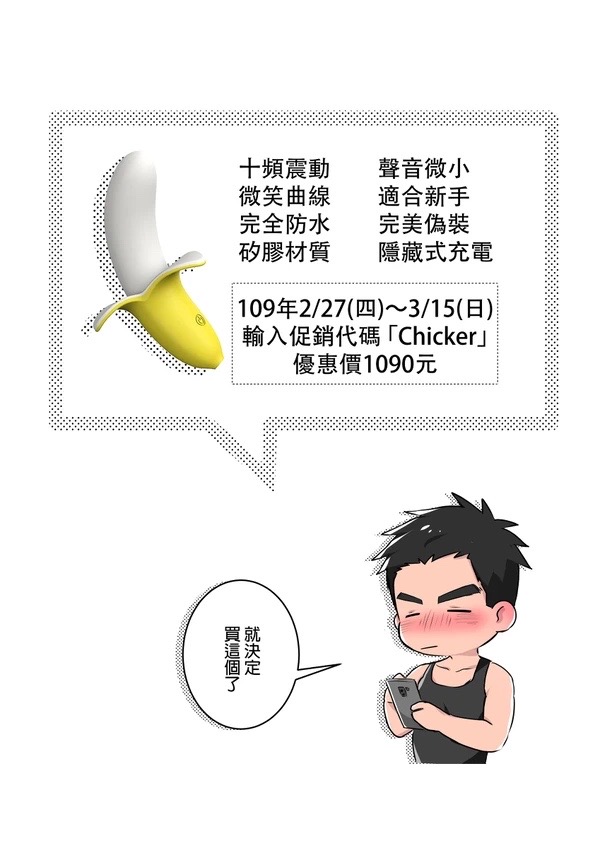 十頻震動 聲音微小
微笑曲線 適合新手
完全防水 完美偽裝
矽膠材質 隱藏式充電
109年2/27(四)～3/15(日)
輸入促銷代碼「Chicker」
優惠價1090元
就決定
買這個了